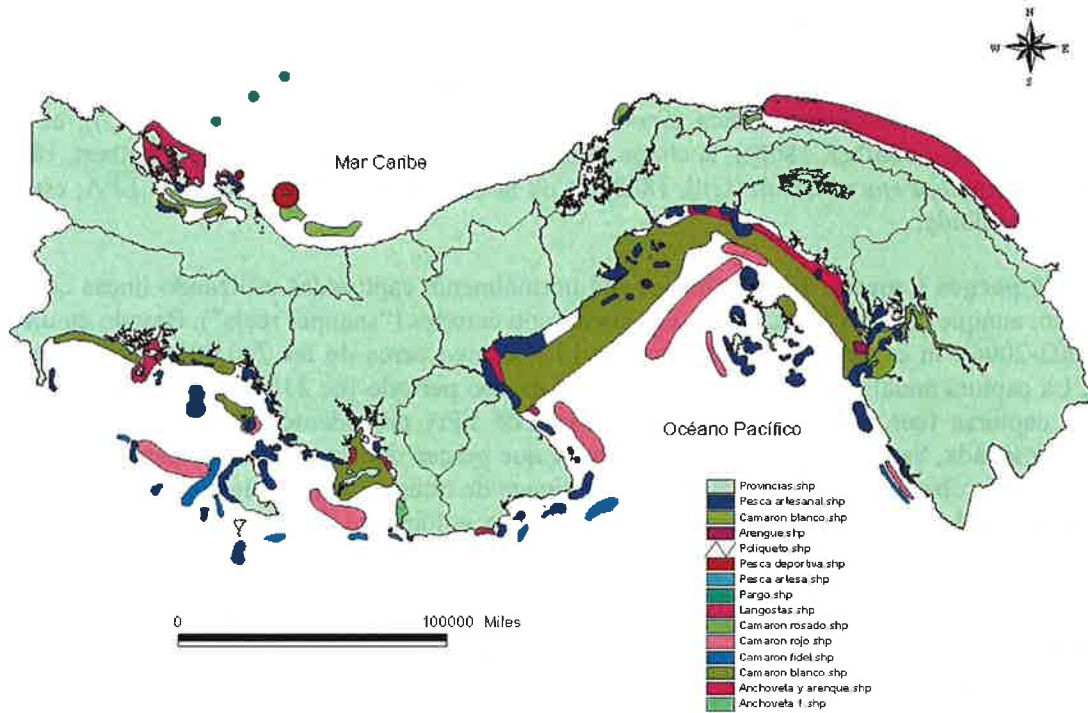 N
W E
S
Mar Caribe
Océano Pacífico
Provincias.shp
Pesca artesanal.shp
Camaron blanco.shp
Arengue.shp
Poliqueto.shp
Pesca deportiva.shp
Pesca artesa.shp
Pargo.shp
Langostas.shp
Camaron rosado.shp
Camaron rojo.shp
Camaron fidel.shp
Camaron blanco.shp
Anchoveta y arenque.shp
Anchoveta 1.shp
0 100000 Miles